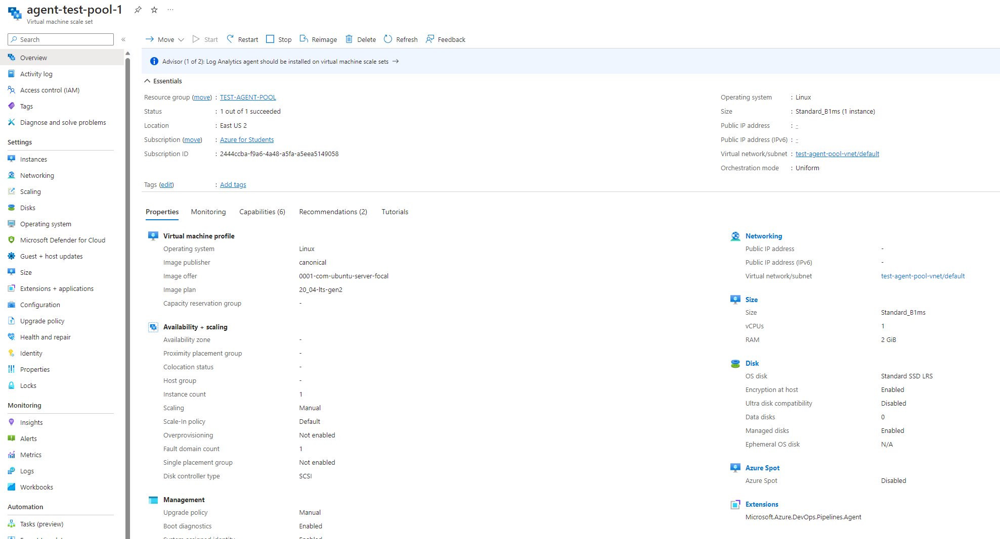 agent-test-pool-1
Virtual machine scale set
Search
Overview
Activity log
Access control (IAM)
Tags
Diagnose and solve problems
Settings
Instances
Networking
Scaling
Disks
Operating system
Microsoft Defender for Cloud
Guest + host updates
Size
Extensions + applications
Configuration
Upgrade policy
Health and repair
Identity
Properties
Locks
Monitoring
Insights
Alerts
Metrics
Logs
Workbooks
Automation
Tasks (preview)
Move Start Restart Stop Reimage Delete Refresh Feedback
Advisor (1 of 2): Log Analytics agent should be installed on virtual machine scale sets →
Essentials
Resource group (move) : TEST-AGENT-POOL
Status : 1 out of 1 succeeded
Location : East US 2
Subscription (move) : Azure for Students
Subscription ID : 2444ccba-f9a6-4a48-a5fa-a5eea5149058
Tags (edit) : Add tags
Operating system : Linux
Size : Standard_B1ms (1 instance)
Public IP address : -
Public IP address (IPv6) : -
Virtual network/subnet : test-agent-pool-vnet/default
Orchestration mode : Uniform
Properties Monitoring Capabilities (6) Recommendations (2) Tutorials
Virtual machine profile
Operating system Linux
Image publisher canonical
Image offer 0001-com-ubuntu-server-focal
Image plan 20_04-lts-gen2
Capacity reservation group -
Availability + scaling
Availability zone -
Proximity placement group -
Colocation status -
Host group -
Instance count 1
Scaling Manual
Scale-In policy Default
Overprovisioning Not enabled
Fault domain count 1
Single placement group Not enabled
Disk controller type SCSI
Management
Upgrade policy Manual
Boot diagnostics Enabled
System assigned identity Enabled
Networking
Public IP address -
Public IP address (IPv6) -
Virtual network/subnet test-agent-pool-vnet/default
Size
Size Standard_B1ms
vCPUs 1
RAM 2 GiB
Disk
OS disk Standard SSD LRS
Encryption at host Enabled
Ultra disk compatibility Disabled
Data disks 0
Managed disks Enabled
Ephemeral OS disk N/A
Azure Spot
Azure Spot Disabled
Extensions
Microsoft.Azure.DevOps.Pipelines.Agent